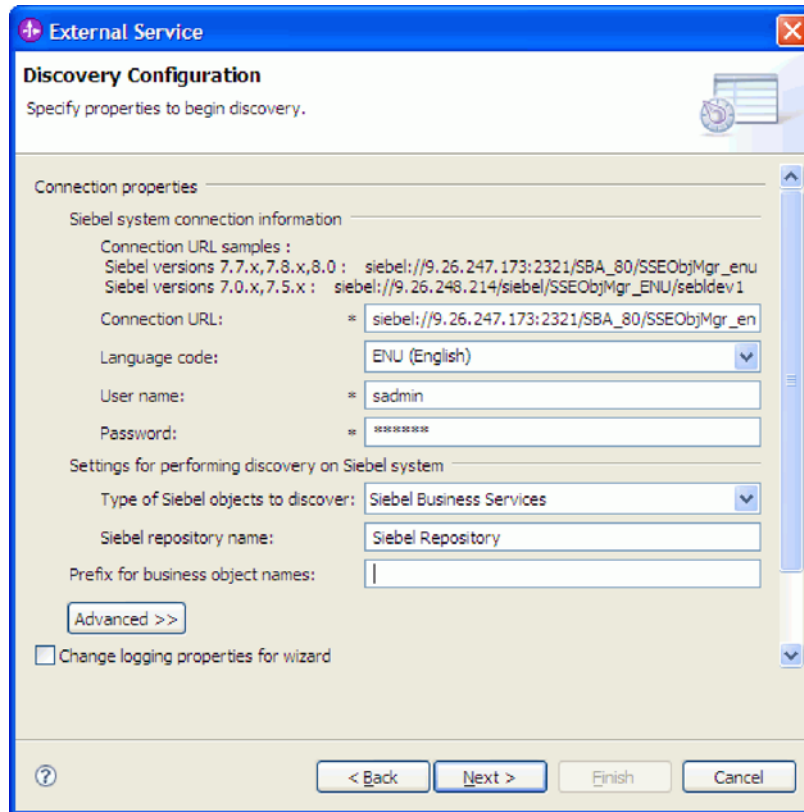 External Service
Discovery Configuration
Specify properties to begin discovery.
Connection properties
Siebel system connection information
Connection URL samples :
Siebel versions 7.7.x,7.8.x,8.0 : siebel://9.26.247.173:2321/SBA_80/SSEObjMgr_enu
Siebel versions 7.0.x,7.5.x : siebel://9.26.248.214/siebel/SSEObjMgr_ENU/sebldev1
Connection URL: * siebel://9.26.247.173:2321/SBA_80/SSEObjMgr_en
Language code: ENU (English)
User name: * sadmin
Password: * ******
Settings for performing discovery on Siebel system
Type of Siebel objects to discover: Siebel Business Services
Siebel repository name: Siebel Repository
Prefix for business object names:
Advanced >>
Change logging properties for wizard
? < Back Next > Finish Cancel